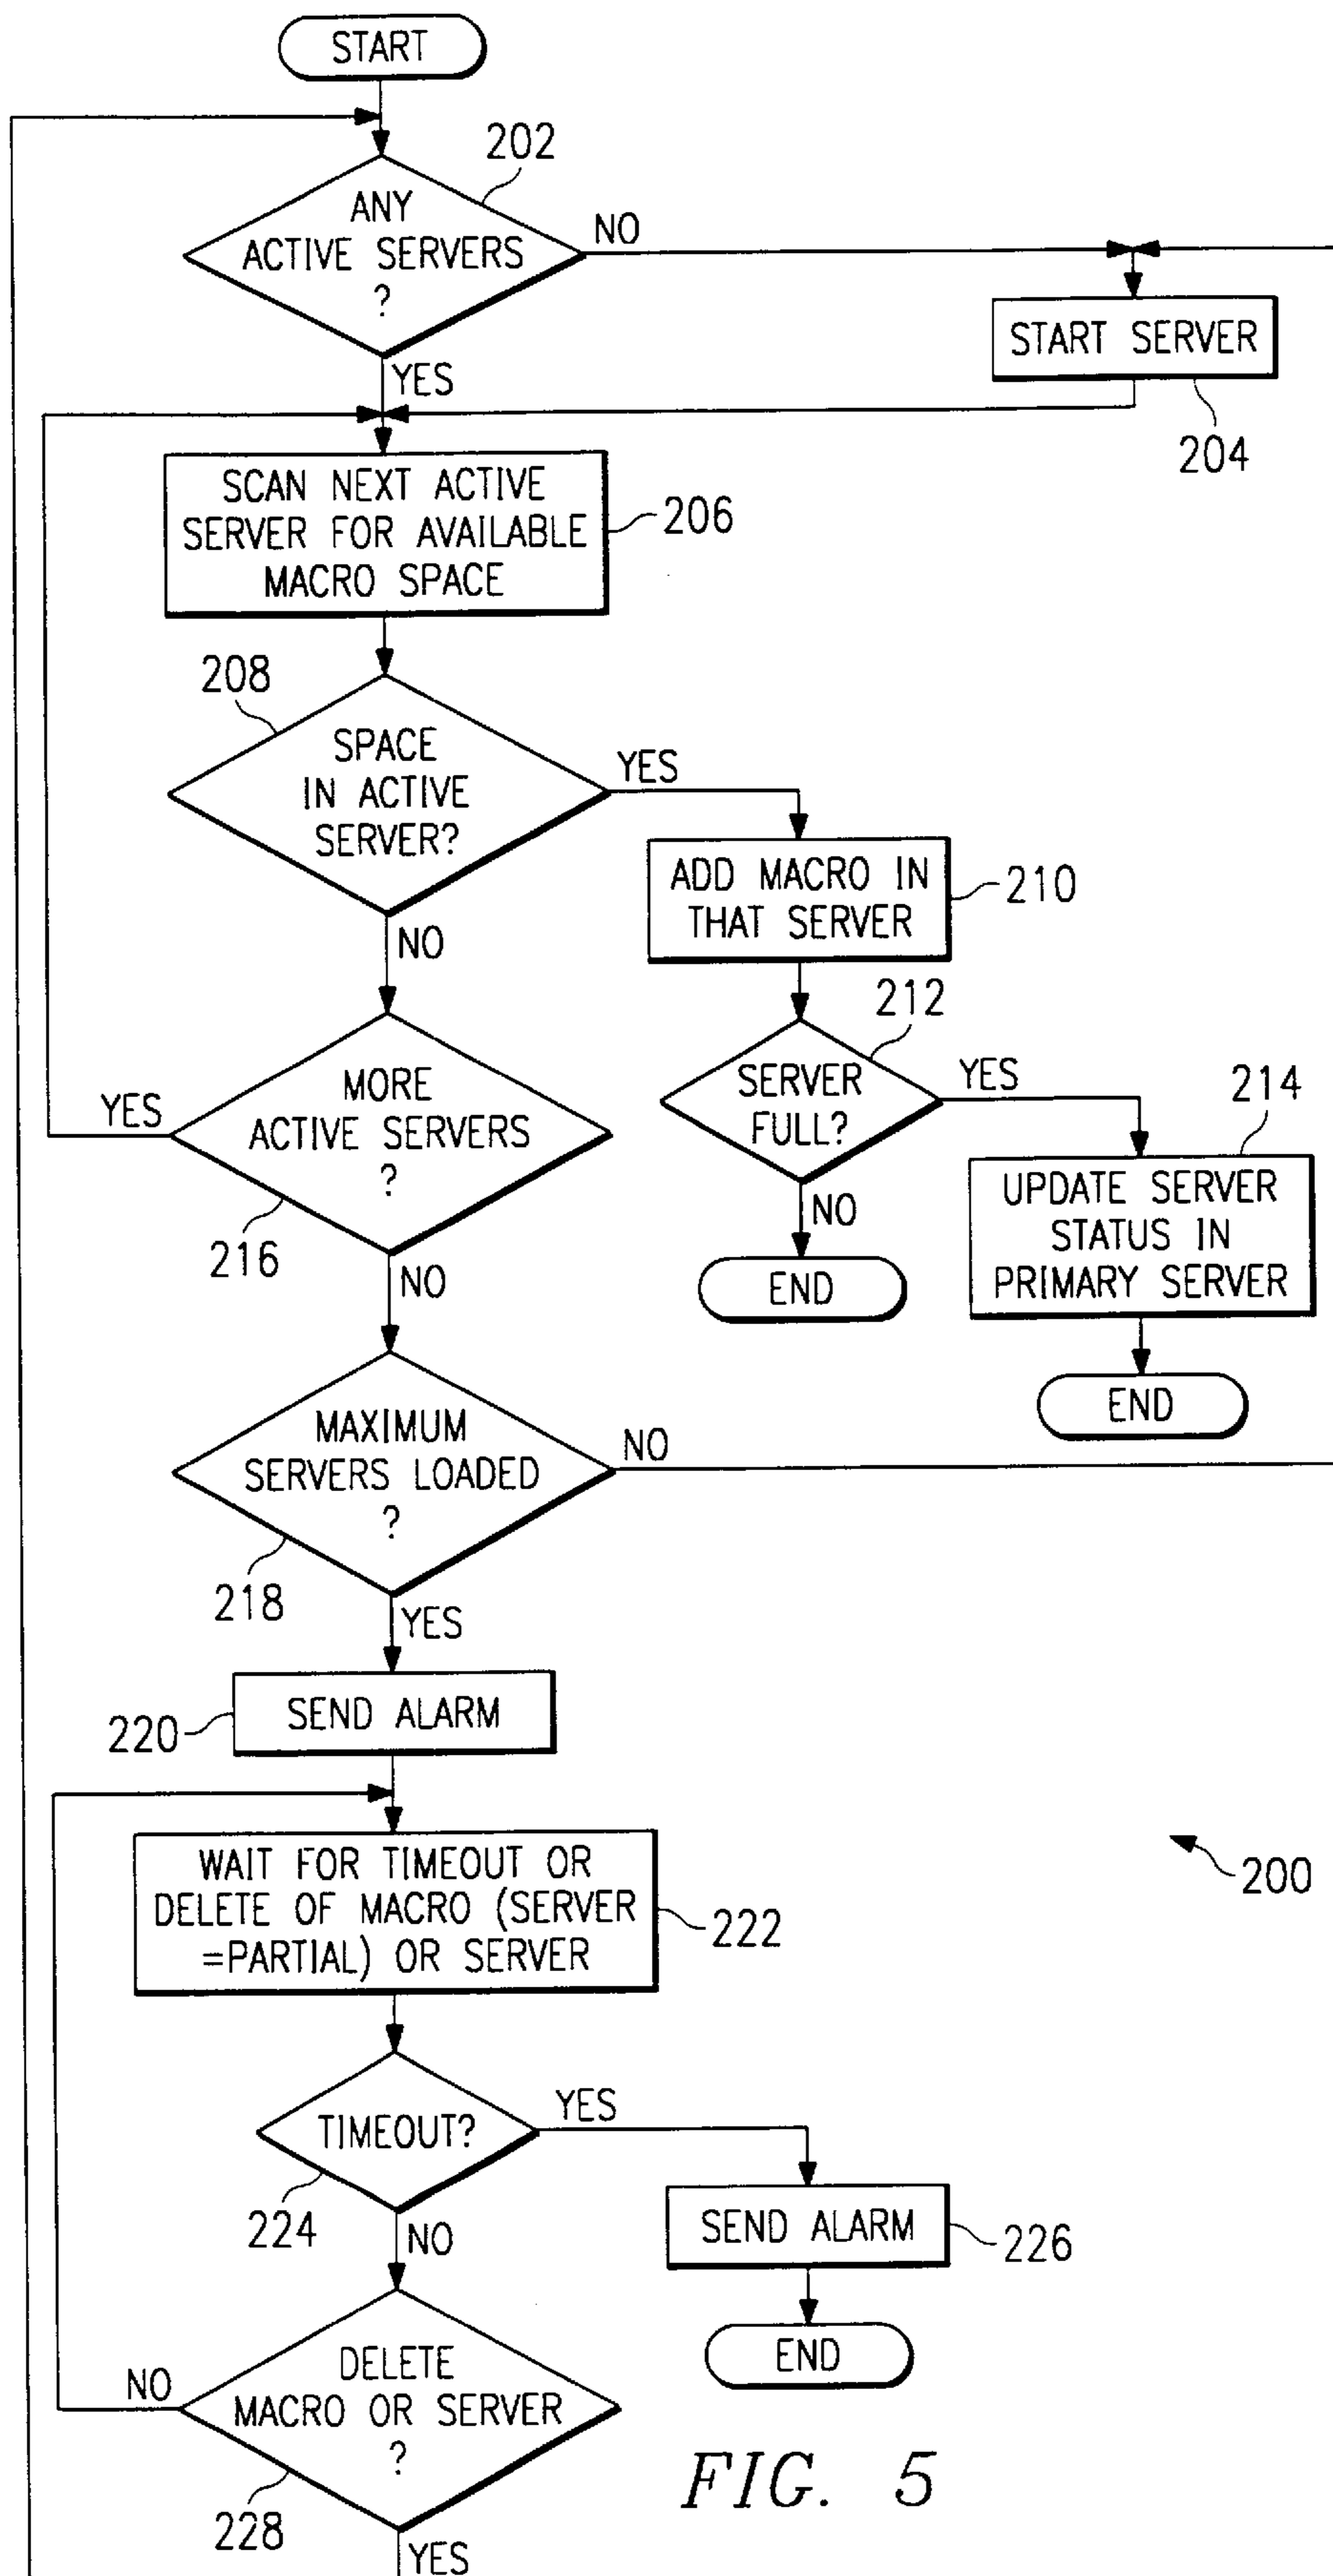 START
202
ANY
ACTIVE SERVERS
?
NO
YES
START SERVER
204
SCAN NEXT ACTIVE
SERVER FOR AVAILABLE
MACRO SPACE
206
208
SPACE
IN ACTIVE
SERVER?
YES
NO
ADD MACRO IN
THAT SERVER
210
212
SERVER
FULL?
YES
NO
END
214
UPDATE SERVER
STATUS IN
PRIMARY SERVER
END
MORE
ACTIVE SERVERS
?
YES
216
NO
MAXIMUM
SERVERS LOADED
?
NO
218
YES
SEND ALARM
220
WAIT FOR TIMEOUT OR
DELETE OF MACRO (SERVER
=PARTIAL) OR SERVER
222
200
TIMEOUT?
YES
224
NO
SEND ALARM
226
END
DELETE
MACRO OR SERVER
?
NO
228
YES
FIG. 5